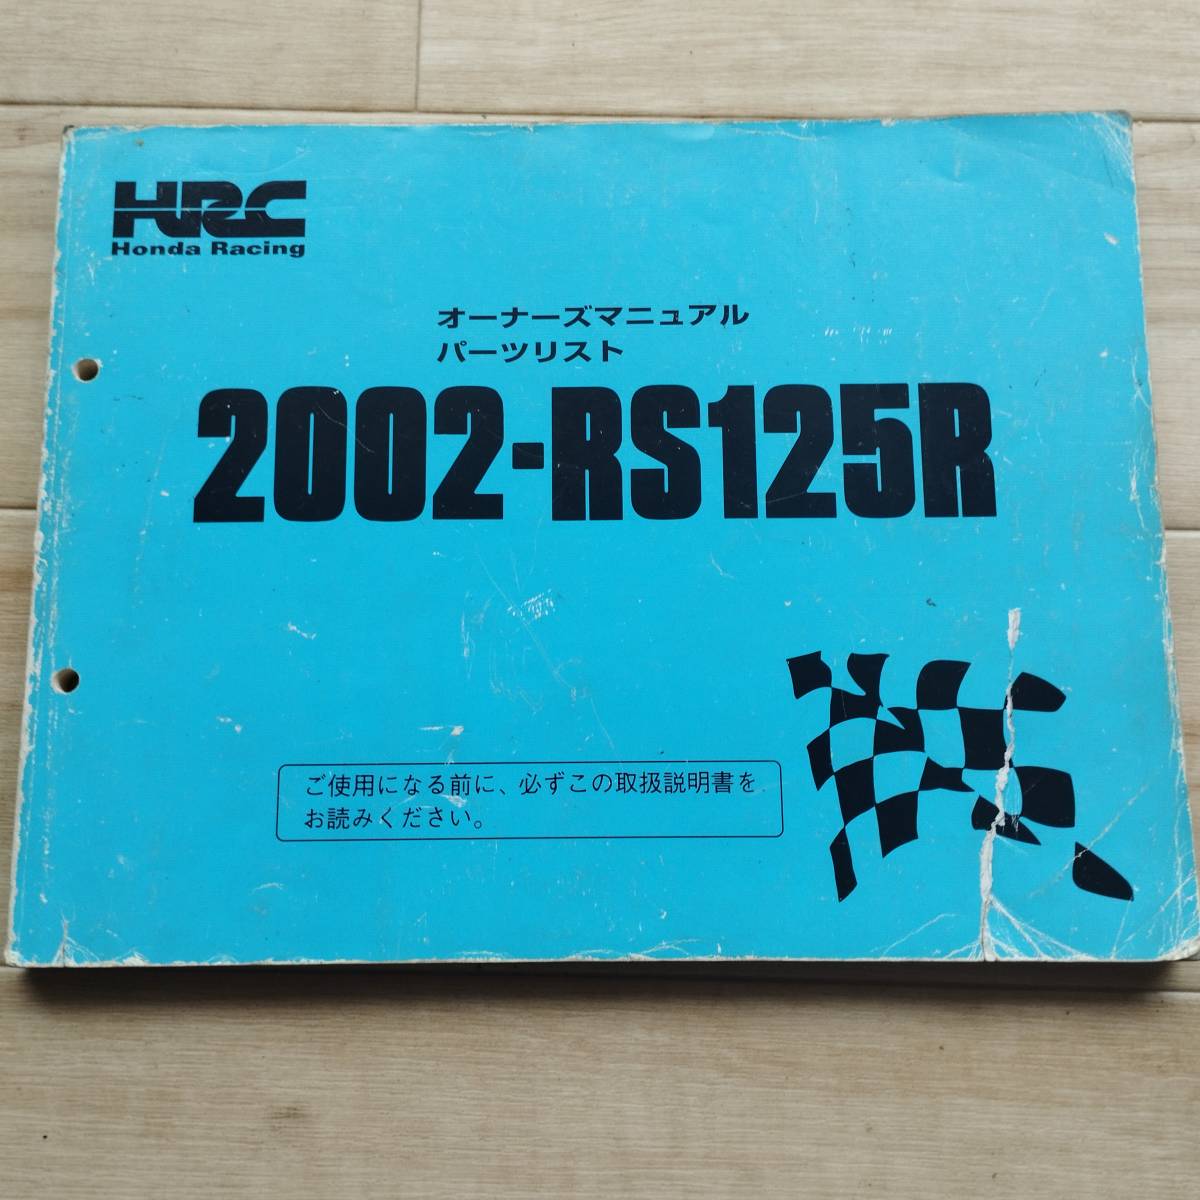 HRC
Honda Racing
オーナーズマニュアル
パーツリスト
2002-RS125R
ご使用になる前に、必ずこの取扱説明書を
お読みください。